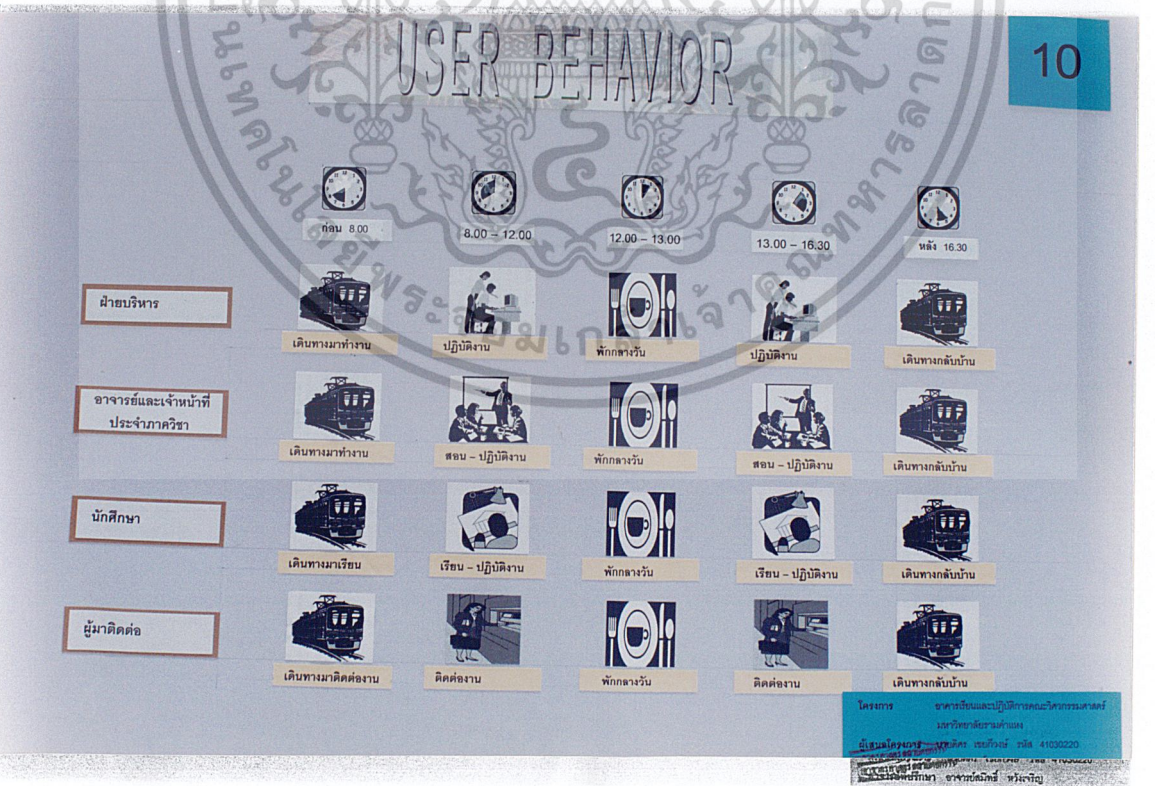 USER BEHAVIOR
10
ก่อน 8.00
8.00 – 12.00
12.00 – 13.00
13.00 – 16.30
หลัง 16.30
ฝ่ายบริหาร
เดินทางมาทำงาน
ปฏิบัติงาน
พักกลางวัน
ปฏิบัติงาน
เดินทางกลับบ้าน
อาจารย์และเจ้าหน้าที่
ประจำภาควิชา
เดินทางมาทำงาน
สอน – ปฏิบัติงาน
พักกลางวัน
สอน – ปฏิบัติงาน
เดินทางกลับบ้าน
นักศึกษา
เดินทางมาเรียน
เรียน – ปฏิบัติงาน
พักกลางวัน
เรียน – ปฏิบัติงาน
เดินทางกลับบ้าน
ผู้มาติดต่อ
เดินทางมาติดต่องาน
ติดต่องาน
พักกลางวัน
ติดต่องาน
เดินทางกลับบ้าน
โครงการ อาคารเรียนและปฏิบัติการคณะวิศวกรรมศาสตร์
มหาวิทยาลัยรามคำแหง
ผู้เสนอโครงการ รหัส 41030220
อาจารย์สมิทธิ์ หวังเจริญ